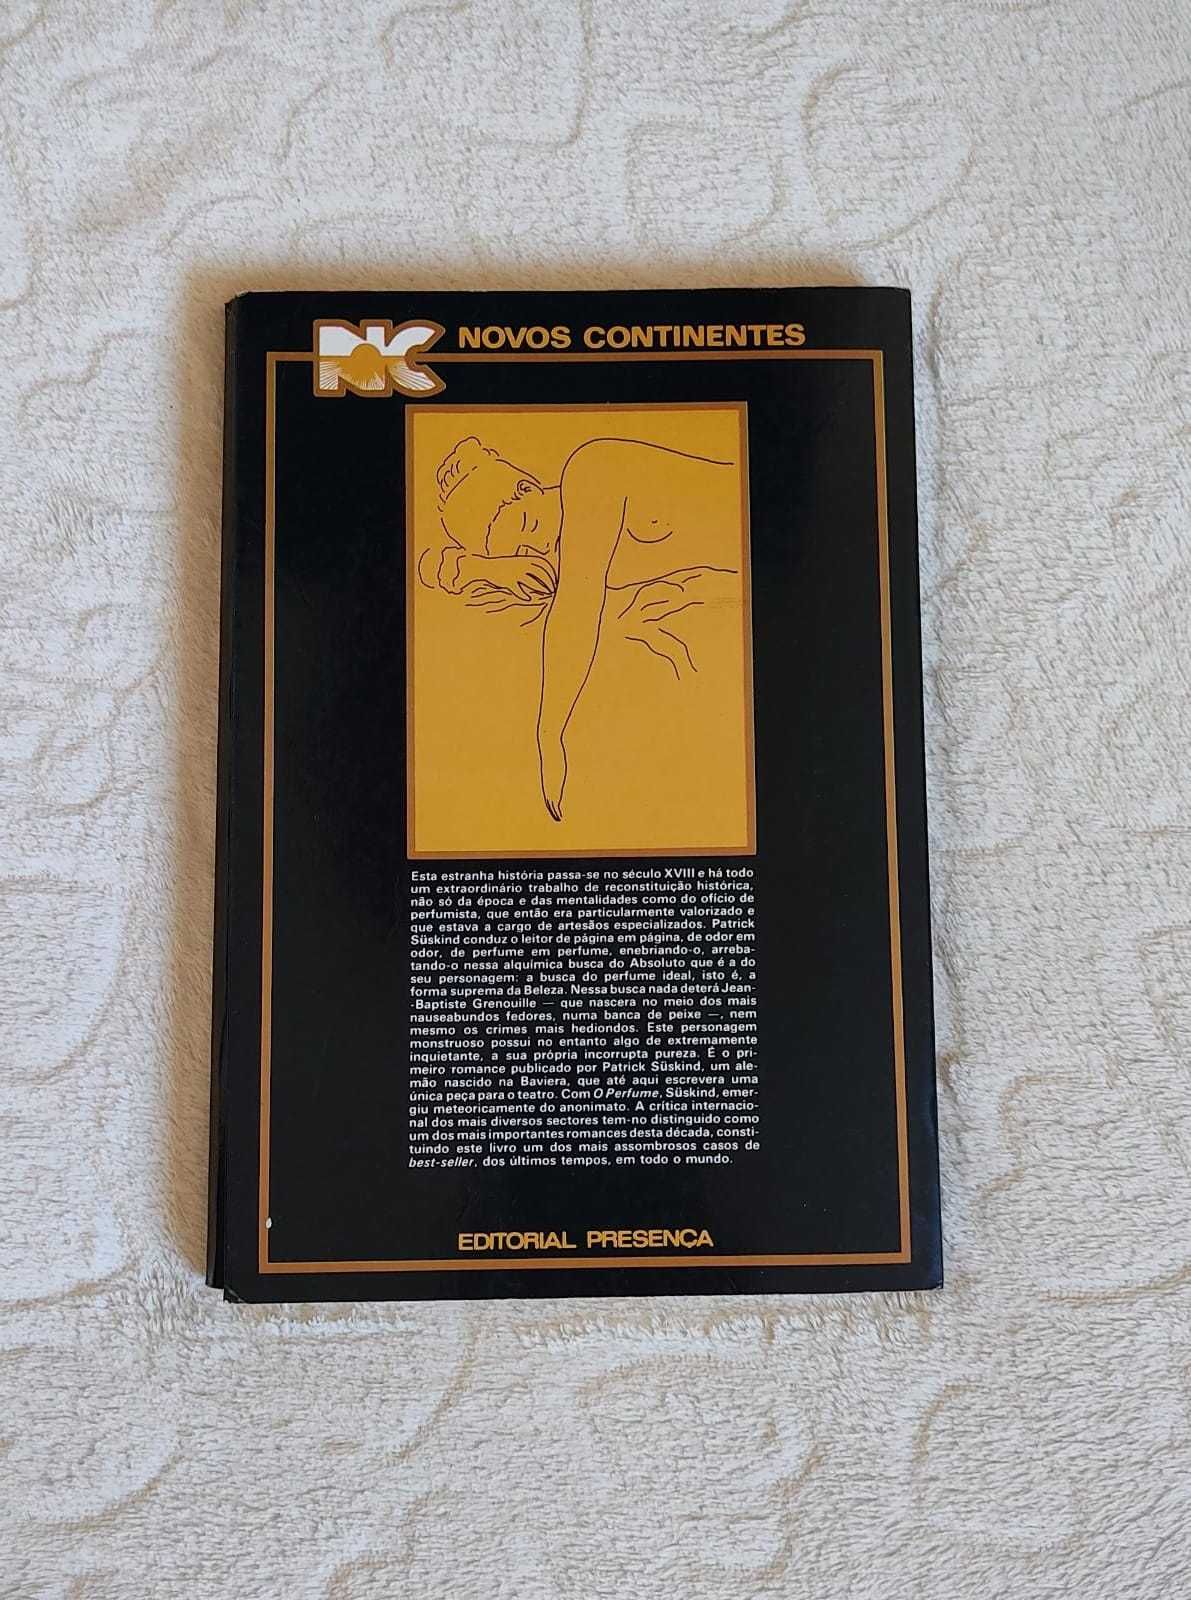 NC NOVOS CONTINENTES
Esta estranha história passa-se no século XVIII e há todo
um extraordinário trabalho de reconstituição histórica,
não só da época e das mentalidades como do ofício de
perfumista, que então era particularmente valorizado e
que estava a cargo de artesãos especializados. Patrick
Süskind conduz o leitor de página em página, de odor em
odor, de perfume em perfume, enebriando-o, arreba-
tando-o nessa alquímica busca do Absoluto que é a do
seu personagem: a busca do perfume ideal, isto é, a
forma suprema da Beleza. Nessa busca nada deterá Jean-
-Baptiste Grenouille — que nascera no meio dos mais
nauseabundos fedores, numa banca de peixe —, nem
mesmo os crimes mais hediondos. Este personagem
monstruoso possui no entanto algo de extremamente
inquietante, a sua própria incorrupta pureza. É o pri-
meiro romance publicado por Patrick Süskind, um ale-
mão nascido na Baviera, que até aqui escrevera uma
única peça para o teatro. Com O Perfume, Süskind, emer-
giu meteoricamente do anonimato. A crítica internacio-
nal dos mais diversos sectores tem-no distinguido como
um dos mais importantes romances desta década, consti-
tuindo este livro um dos mais assombrosos casos de
best-seller, dos últimos tempos, em todo o mundo.
EDITORIAL PRESENÇA